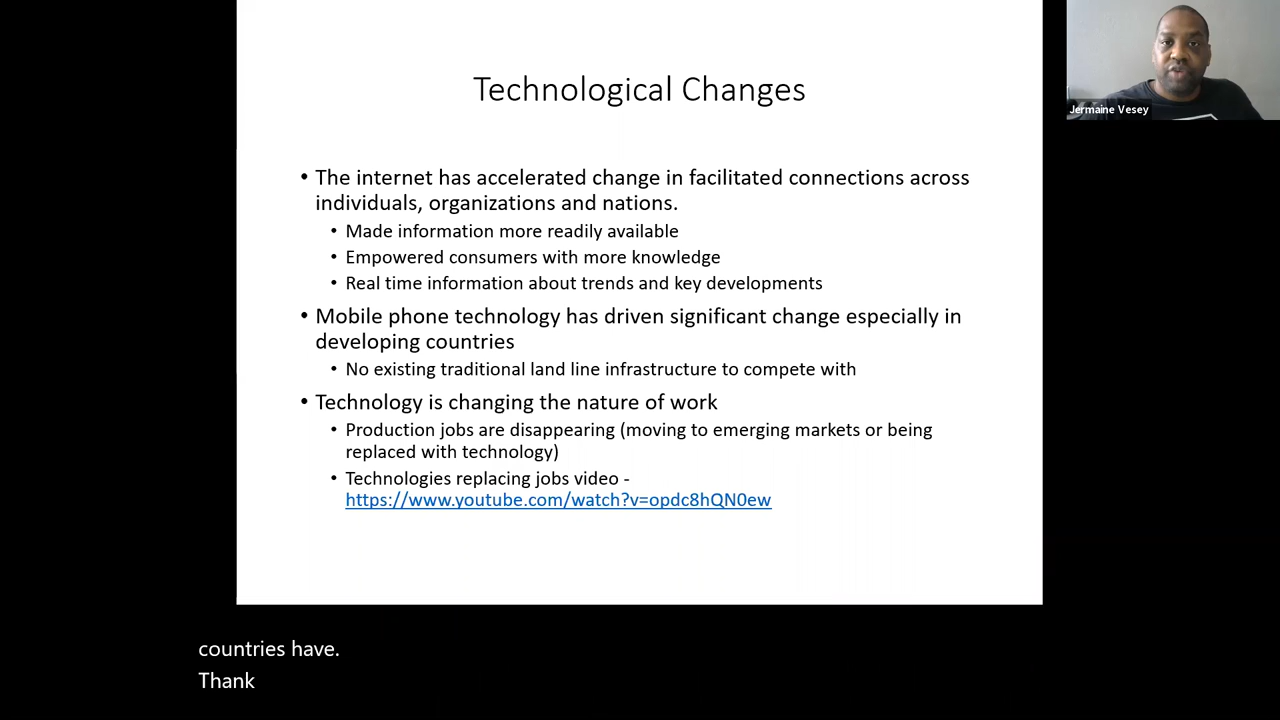 Technological Changes
• The internet has accelerated change in facilitated connections across
individuals, organizations and nations.
• Made information more readily available
• Empowered consumers with more knowledge
• Real time information about trends and key developments
• Mobile phone technology has driven significant change especially in
developing countries
• No existing traditional land line infrastructure to compete with
• Technology is changing the nature of work
• Production jobs are disappearing (moving to emerging markets or being
replaced with technology)
• Technologies replacing jobs video -
https://www.youtube.com/watch?v=opdc8hQN0ew
Jermaine Vesey
countries have.
Thank